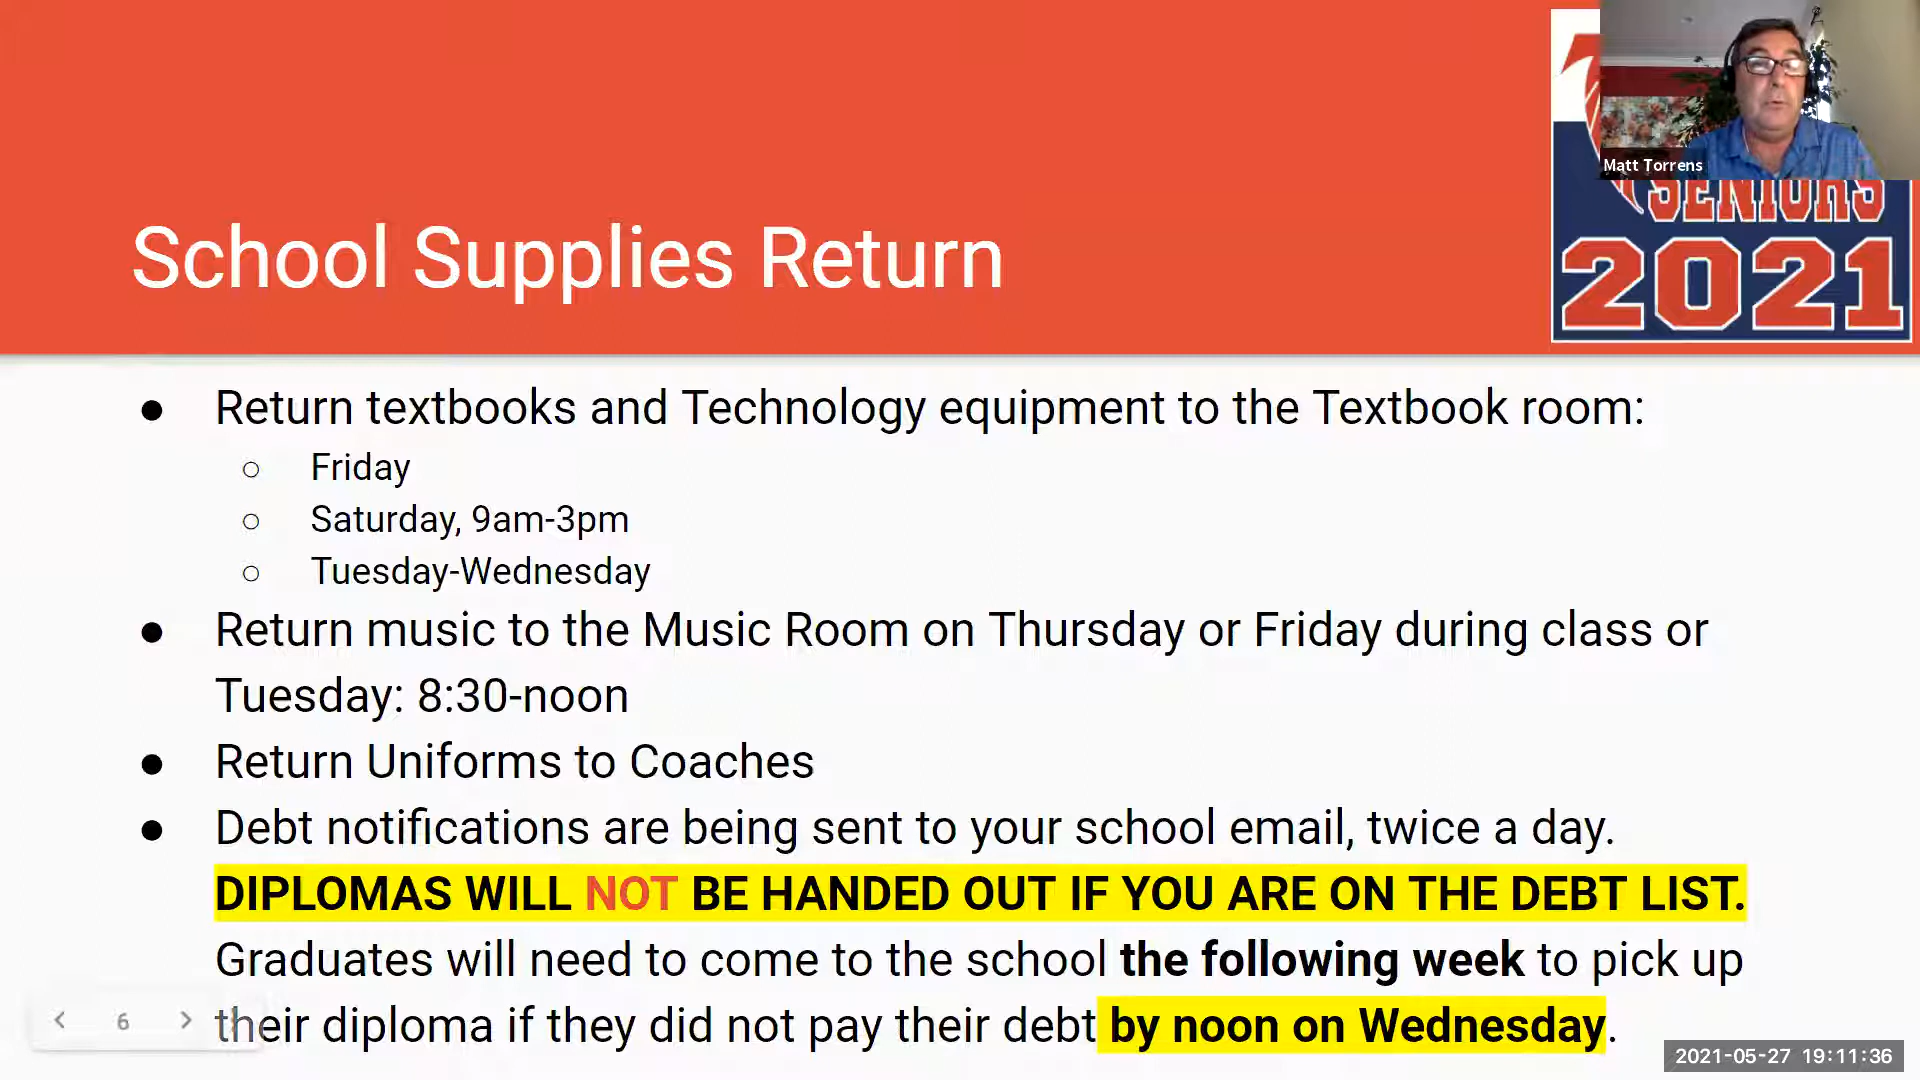 Matt Torrens
SENIORS
2021
School Supplies Return
● Return textbooks and Technology equipment to the Textbook room:
○ Friday
○ Saturday, 9am-3pm
○ Tuesday-Wednesday
● Return music to the Music Room on Thursday or Friday during class or
Tuesday: 8:30-noon
● Return Uniforms to Coaches
● Debt notifications are being sent to your school email, twice a day.
DIPLOMAS WILL NOT BE HANDED OUT IF YOU ARE ON THE DEBT LIST.
Graduates will need to come to the school the following week to pick up
their diploma if they did not pay their debt by noon on Wednesday.
6
2021-05-27 19:11:36